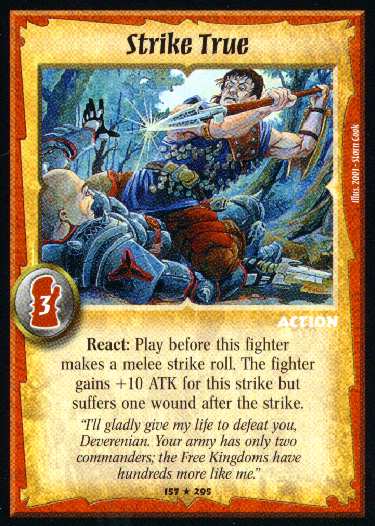 Strike True
Illus. 2001 - Storn Cook
3
ACTION
React: Play before this fighter
makes a melee strike roll. The fighter
gains +10 ATK for this strike but
suffers one wound after the strike.
"I'll gladly give my life to defeat you,
Deverenian. Your army has only two
commanders; the Free Kingdoms have
hundreds more like me."
157 ★ 295